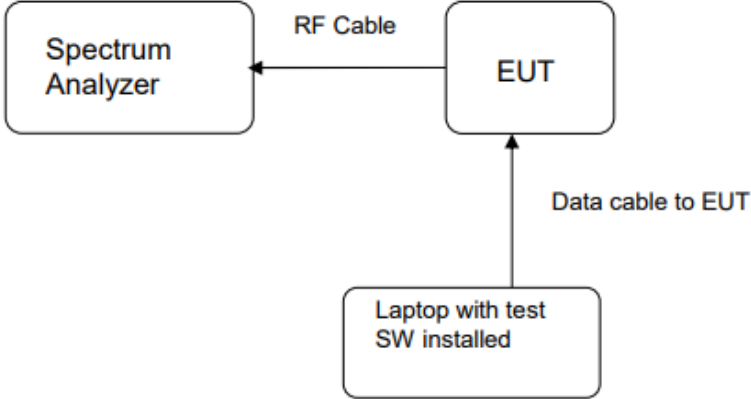 RF Cable
Spectrum
Analyzer
EUT
Data cable to EUT
Laptop with test
SW installed